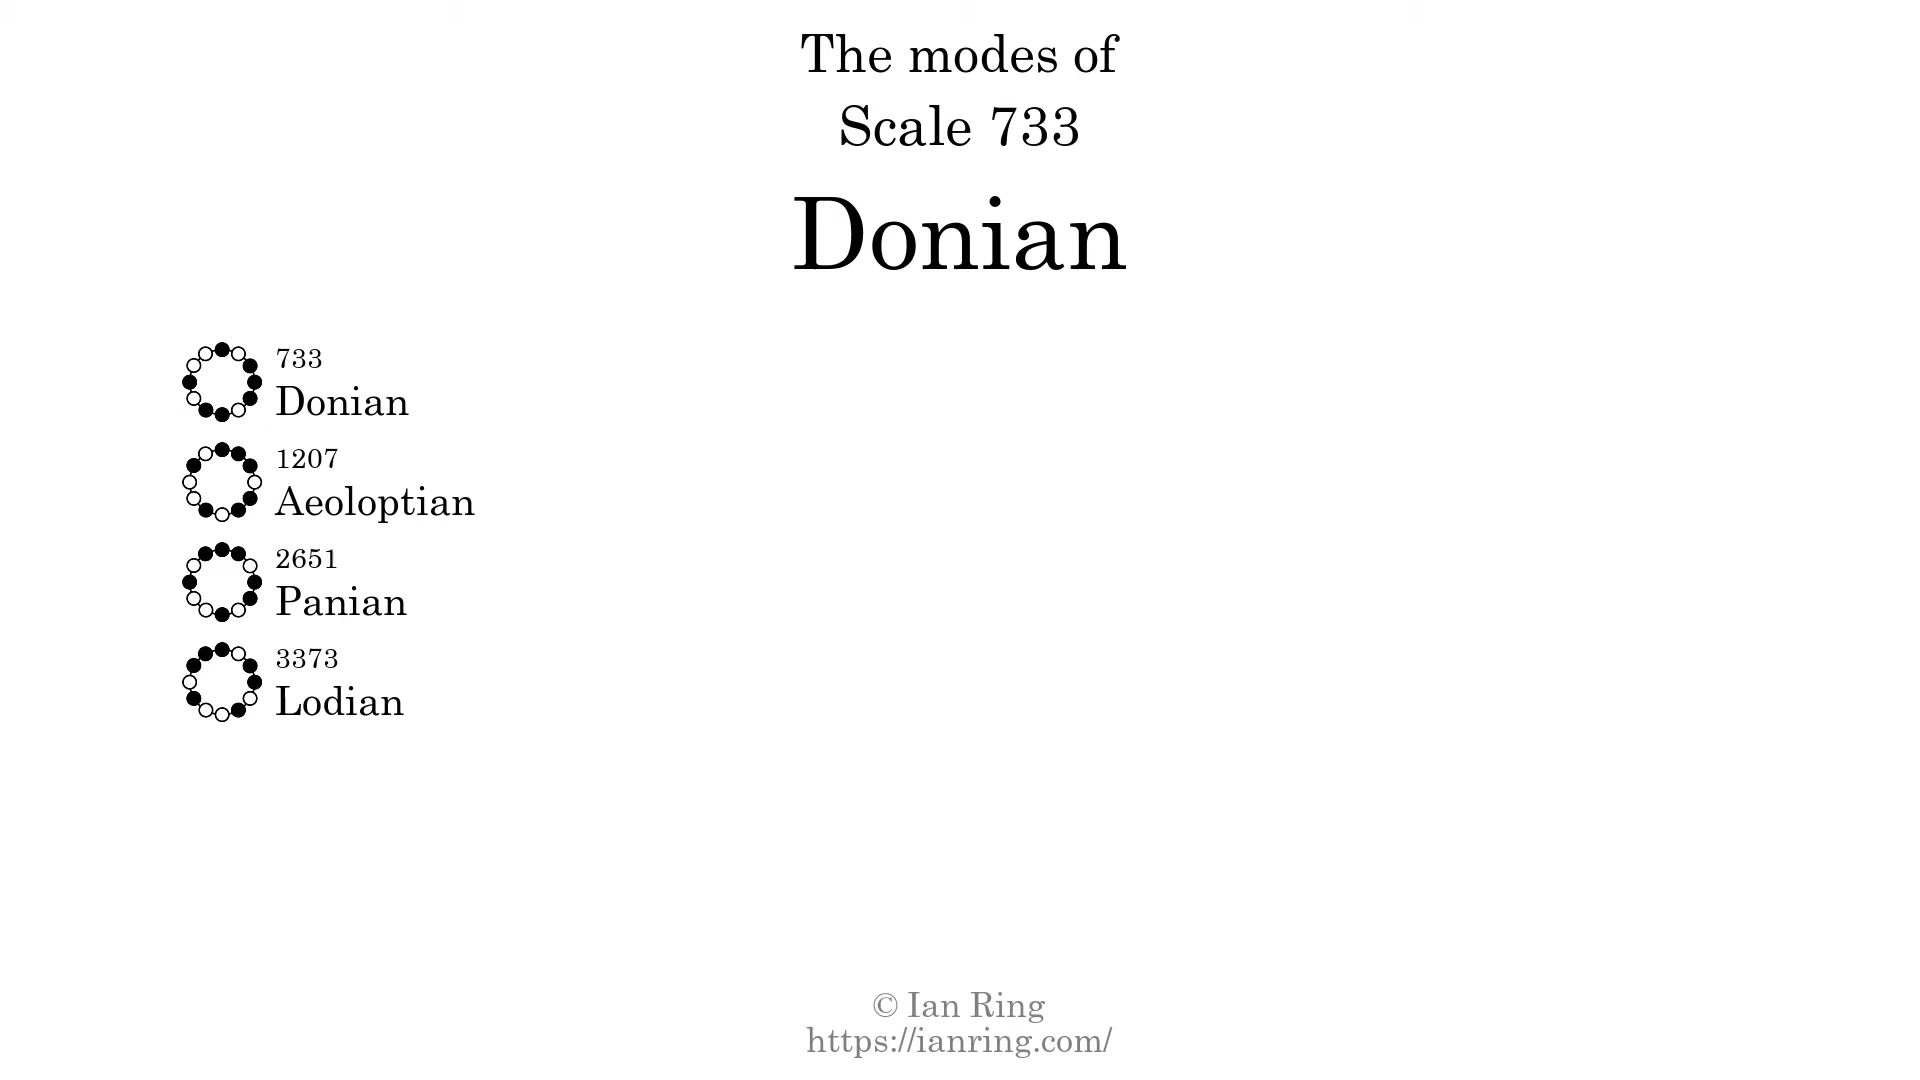 The modes of
Scale 733
Donian
733
Donian
1207
Aeoloptian
2651
Panian
3373
Lodian
© Ian Ring
https://ianring.com/